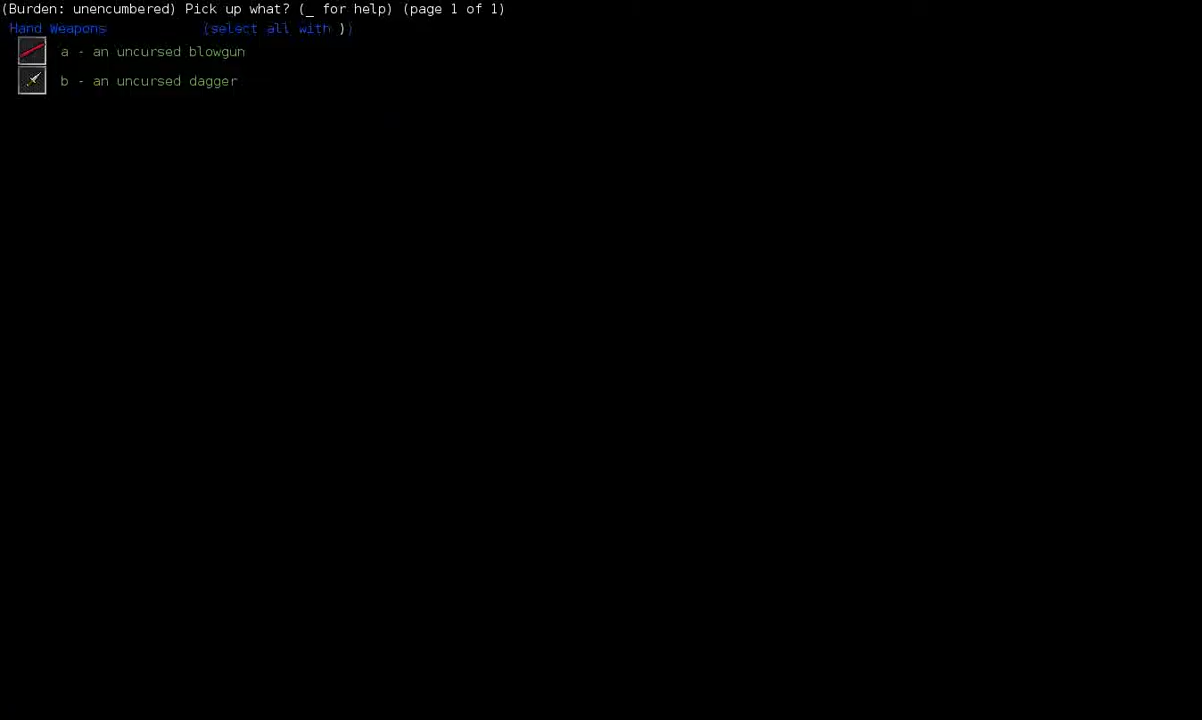 (Burden: unencumbered) Pick up what? (_ for help) (page 1 of 1)
Hand Weapons (select all with ))
a - an uncursed blowgun
b - an uncursed dagger